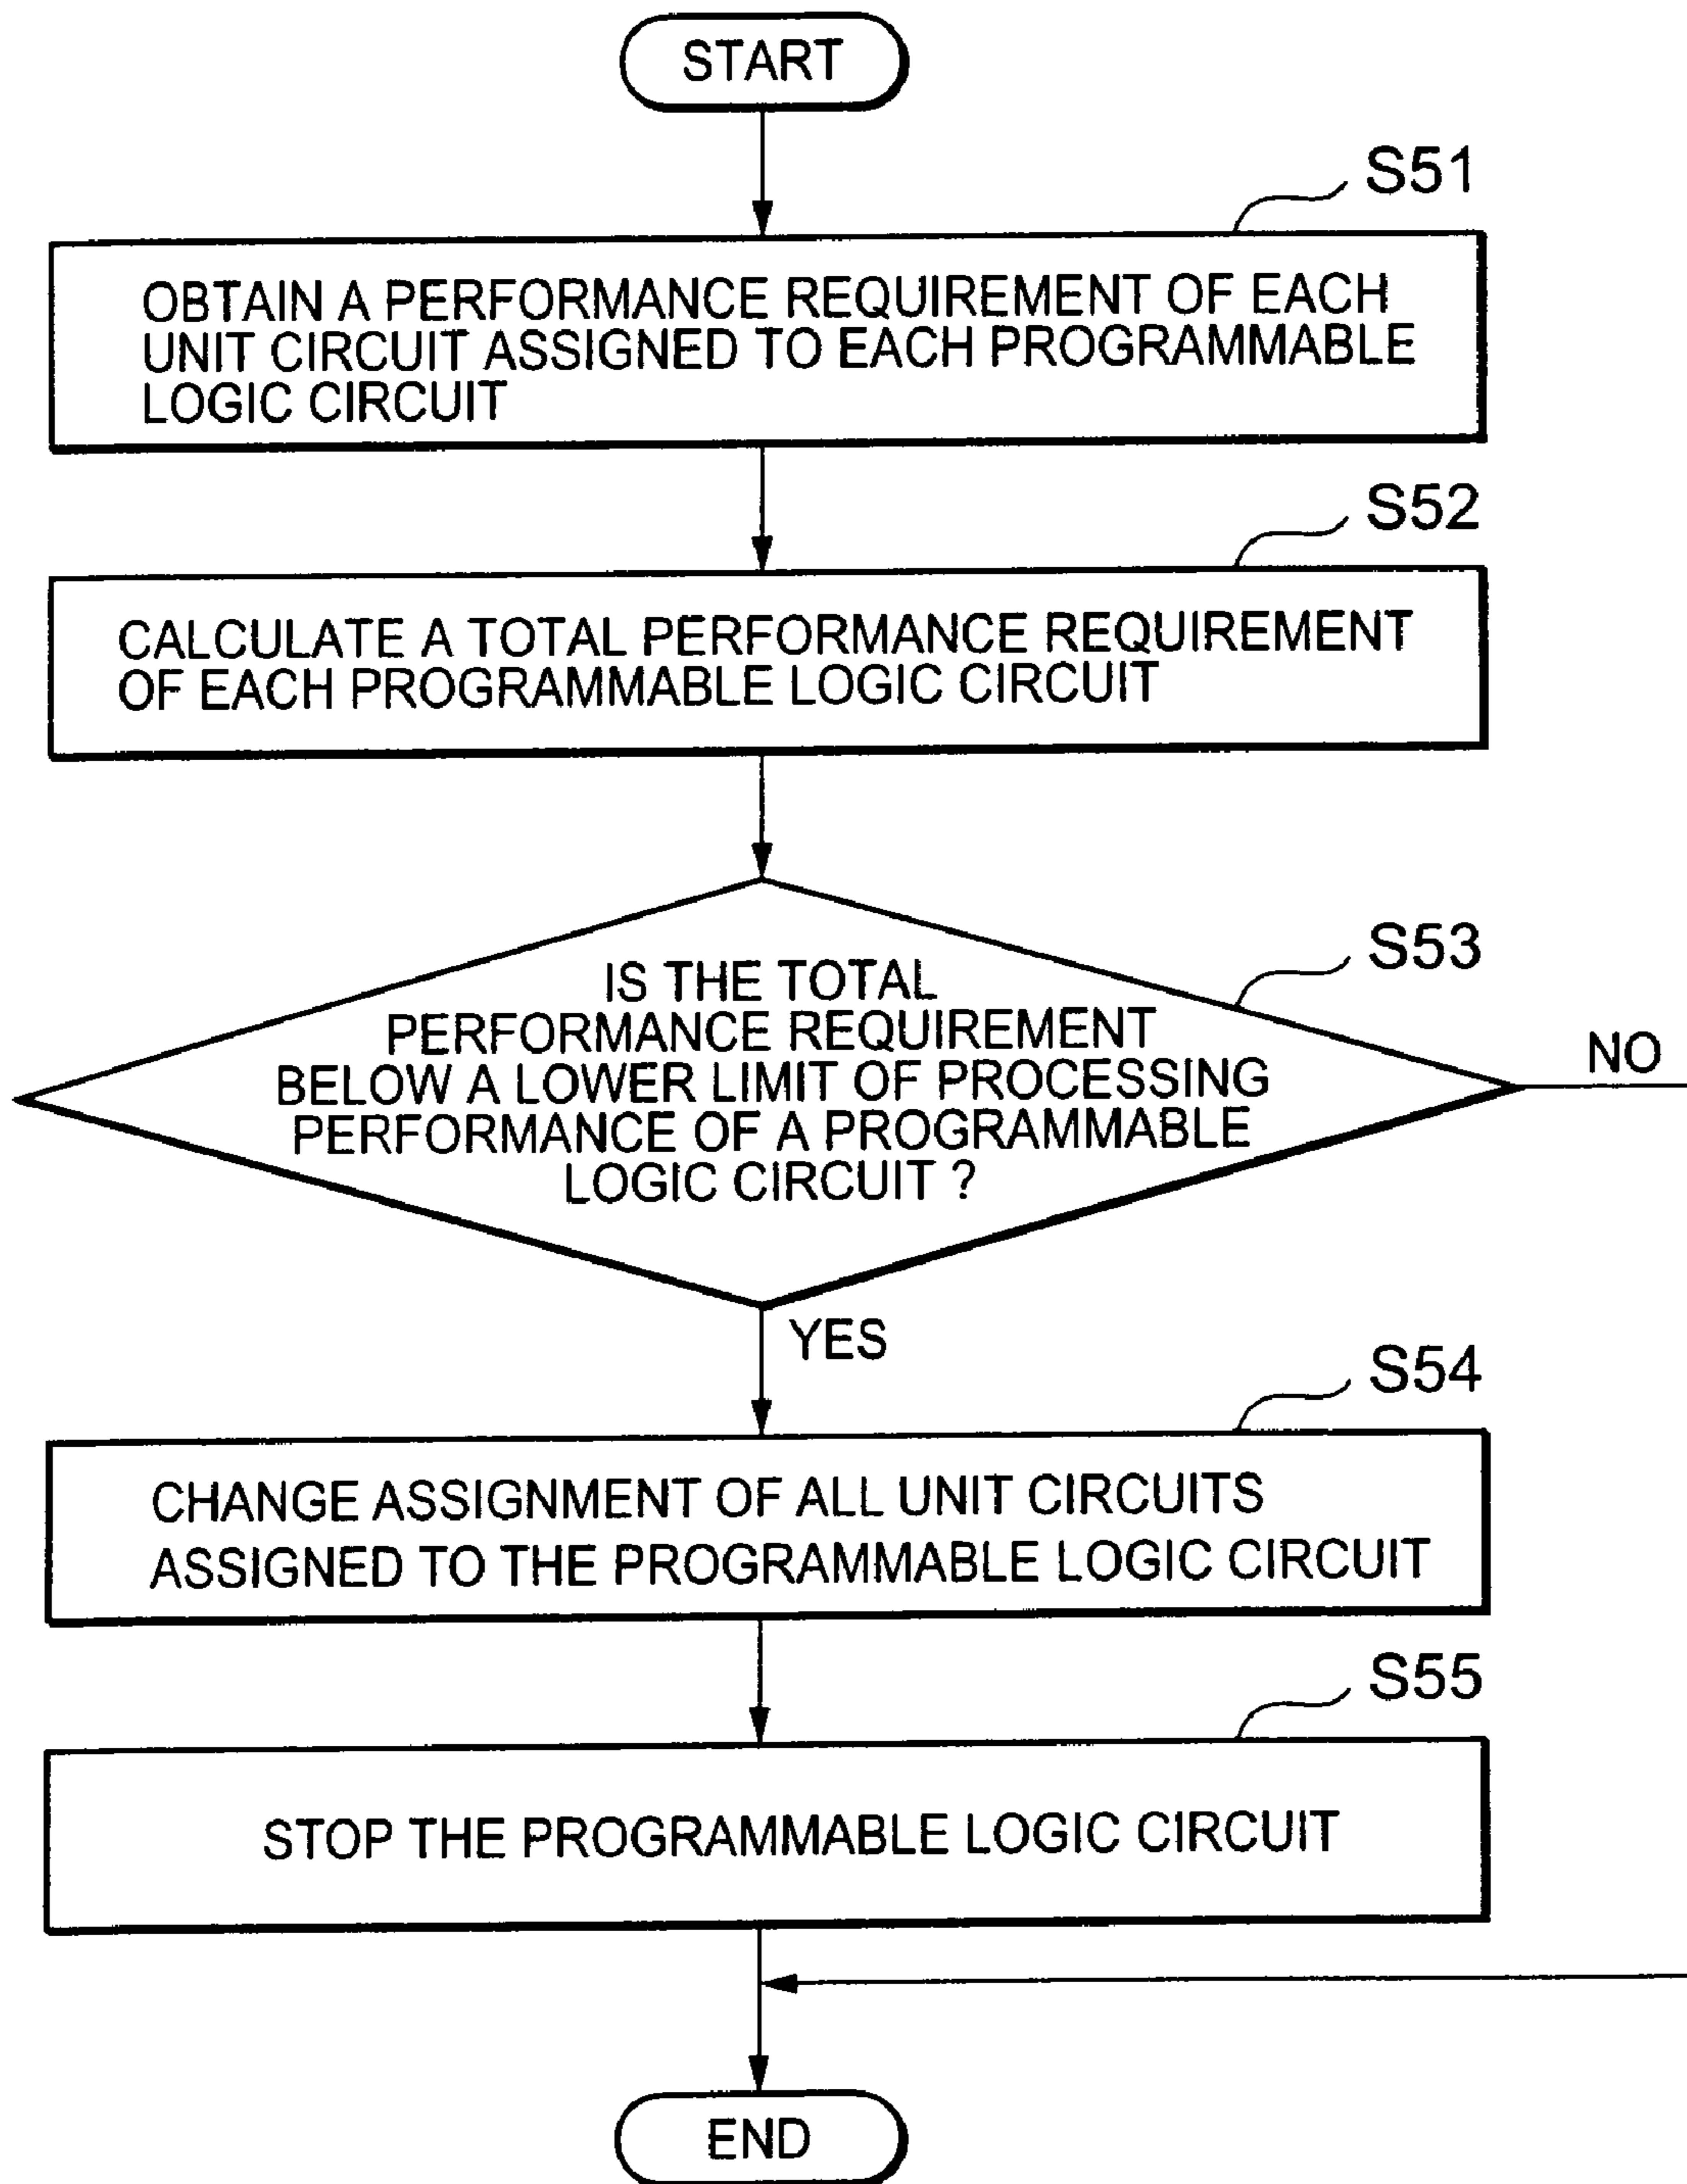 START
S51
OBTAIN A PERFORMANCE REQUIREMENT OF EACH
UNIT CIRCUIT ASSIGNED TO EACH PROGRAMMABLE
LOGIC CIRCUIT
S52
CALCULATE A TOTAL PERFORMANCE REQUIREMENT
OF EACH PROGRAMMABLE LOGIC CIRCUIT
S53
IS THE TOTAL
PERFORMANCE REQUIREMENT
BELOW A LOWER LIMIT OF PROCESSING
PERFORMANCE OF A PROGRAMMABLE
LOGIC CIRCUIT ?
NO
YES
S54
CHANGE ASSIGNMENT OF ALL UNIT CIRCUITS
ASSIGNED TO THE PROGRAMMABLE LOGIC CIRCUIT
S55
STOP THE PROGRAMMABLE LOGIC CIRCUIT
END